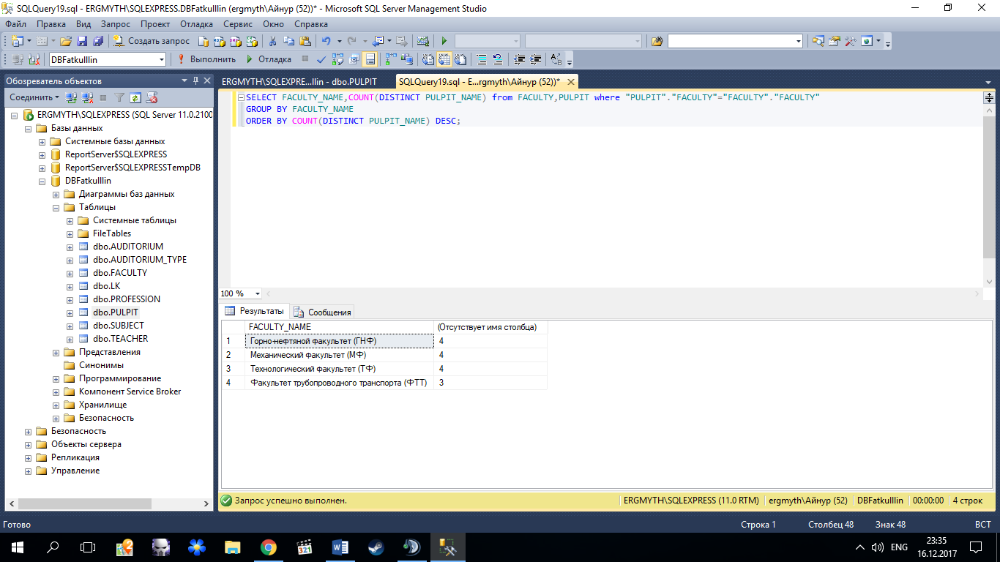 SQLQuery19.sql - ERGMYTH\SQLEXPRESS.DBFatkulllin (ergmyth\Айнур (52))* - Microsoft SQL Server Management Studio
Файл Правка Вид Запрос Проект Отладка Сервис Окно Справка
Создать запрос
DBFatkulllin Выполнить Отладка
Обозреватель объектов
ERGMYTH\SQLEXPRE...llin - dbo.PULPIT SQLQuery19.sql - E...rgmyth\Айнур (52))*
Соединить
SELECT FACULTY_NAME,COUNT(DISTINCT PULPIT_NAME) from FACULTY,PULPIT where "PULPIT"."FACULTY"="FACULTY"."FACULTY"
GROUP BY FACULTY_NAME
ORDER BY COUNT(DISTINCT PULPIT_NAME) DESC;
ERGMYTH\SQLEXPRESS (SQL Server 11.0.2100
Базы данных
Системные базы данных
ReportServer$SQLEXPRESS
ReportServer$SQLEXPRESSTempDB
DBFatkulllin
Диаграммы баз данных
Таблицы
Системные таблицы
FileTables
dbo.AUDITORIUM
dbo.AUDITORIUM_TYPE
dbo.FACULTY
dbo.LK
dbo.PROFESSION
dbo.PULPIT
dbo.SUBJECT
dbo.TEACHER
Представления
Синонимы
Программирование
Компонент Service Broker
Хранилище
Безопасность
Безопасность
Объекты сервера
Репликация
Управление
100 %
Результаты Сообщения
FACULTY_NAME (Отсутствует имя столбца)
1 Горно-нефтяной факультет (ГНФ) 4
2 Механический факультет (МФ) 4
3 Технологический факультет (ТФ) 4
4 Факультет трубопроводного транспорта (ФТТ) 3
Запрос успешно выполнен. ERGMYTH\SQLEXPRESS (11.0 RTM) ergmyth\Айнур (52) DBFatkulllin 00:00:00 4 строк
Готово Строка 1 Столбец 48 Знак 48 ВСТ
321
ENG
23:35
16.12.2017